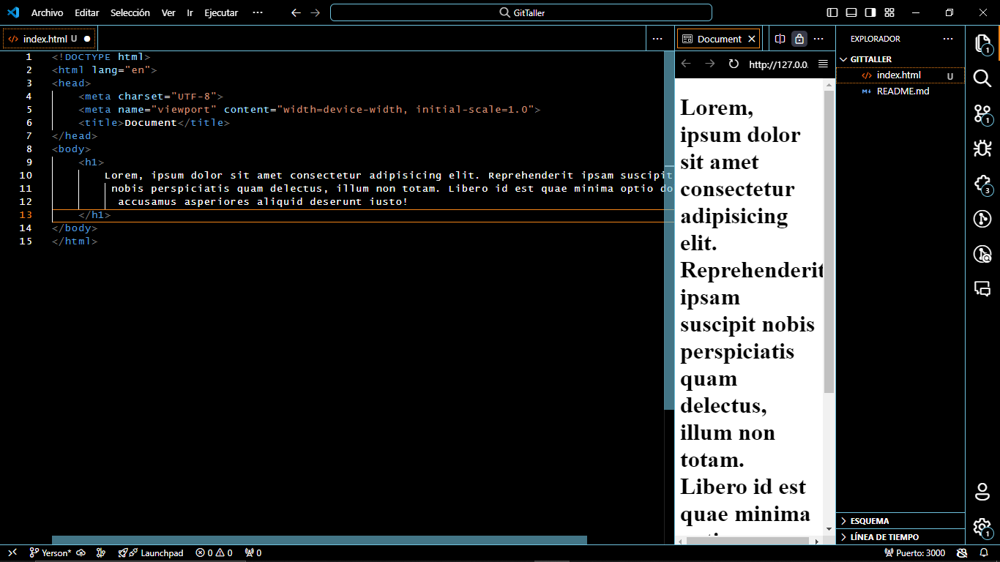 Archivo Editar Selección Ver Ir Ejecutar ··· GitTaller
index.html U
Document
http://127.0.0.
1 <!DOCTYPE html>
2 <html lang="en">
3 <head>
4 <meta charset="UTF-8">
5 <meta name="viewport" content="width=device-width, initial-scale=1.0">
6 <title>Document</title>
7 </head>
8 <body>
9 <h1>
10 Lorem, ipsum dolor sit amet consectetur adipisicing elit. Reprehenderit ipsam suscipit
11 nobis perspiciatis quam delectus, illum non totam. Libero id est quae minima optio do
12 accusamus asperiores aliquid deserunt iusto!
13 </h1>
14 </body>
15 </html>
Lorem,
ipsum dolor
sit amet
consectetur
adipisicing
elit.
Reprehenderit
ipsam
suscipit nobis
perspiciatis
quam
delectus,
illum non
totam.
Libero id est
quae minima
EXPLORADOR ···
GITTALLER
index.html U
README.md
ESQUEMA
LÍNEA DE TIEMPO
1
1
3
1
Yerson* Launchpad 0 0 0 Puerto: 3000